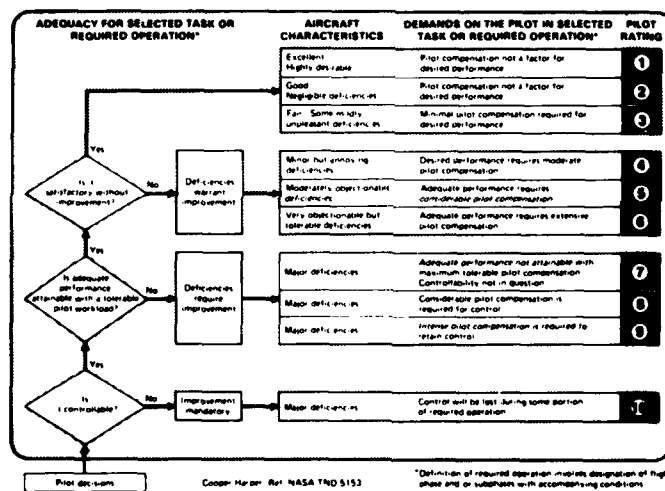 ADEQUACY FOR SELECTED TASK OR
REQUIRED OPERATION*
AIRCRAFT
CHARACTERISTICS
DEMANDS ON THE PILOT IN SELECTED
TASK OR REQUIRED OPERATION*
PILOT
RATING
Excellent
Highly desirable
Pilot compensation not a factor for
desired performance
1
Good
Negligible deficiencies
Pilot compensation not a factor for
desired performance
2
Fair Some mildly
unpleasant deficiencies
Minimal pilot compensation required for
desired performance
3
Yes
Is it
satisfactory without
improvement?
No
Deficiencies
warrant
improvement
Minor but annoying
deficiencies
Desired performance requires moderate
pilot compensation
Moderately objectionable
deficiencies
Adequate performance requires
considerable pilot compensation
Very objectionable but
tolerable deficiencies
Adequate performance requires extensive
pilot compensation
Yes
Is adequate
performance
attainable with a tolerable
pilot workload?
No
Deficiencies
require
improvement
Major deficiencies
Adequate performance not attainable with
maximum tolerable pilot compensation
Controllability not in question
7
Major deficiencies
Considerable pilot compensation is
required for control
Major deficiencies
Intense pilot compensation is required to
retain control
Yes
Is
it controllable?
No
Improvement
mandatory
Major deficiencies
Control will be lost during some portion
of required operation
Pilot decisions
Cooper Harper Ref NASA TND 5153
*Definition of required operation involves designation of
phase and or subphases with accompanying conditions